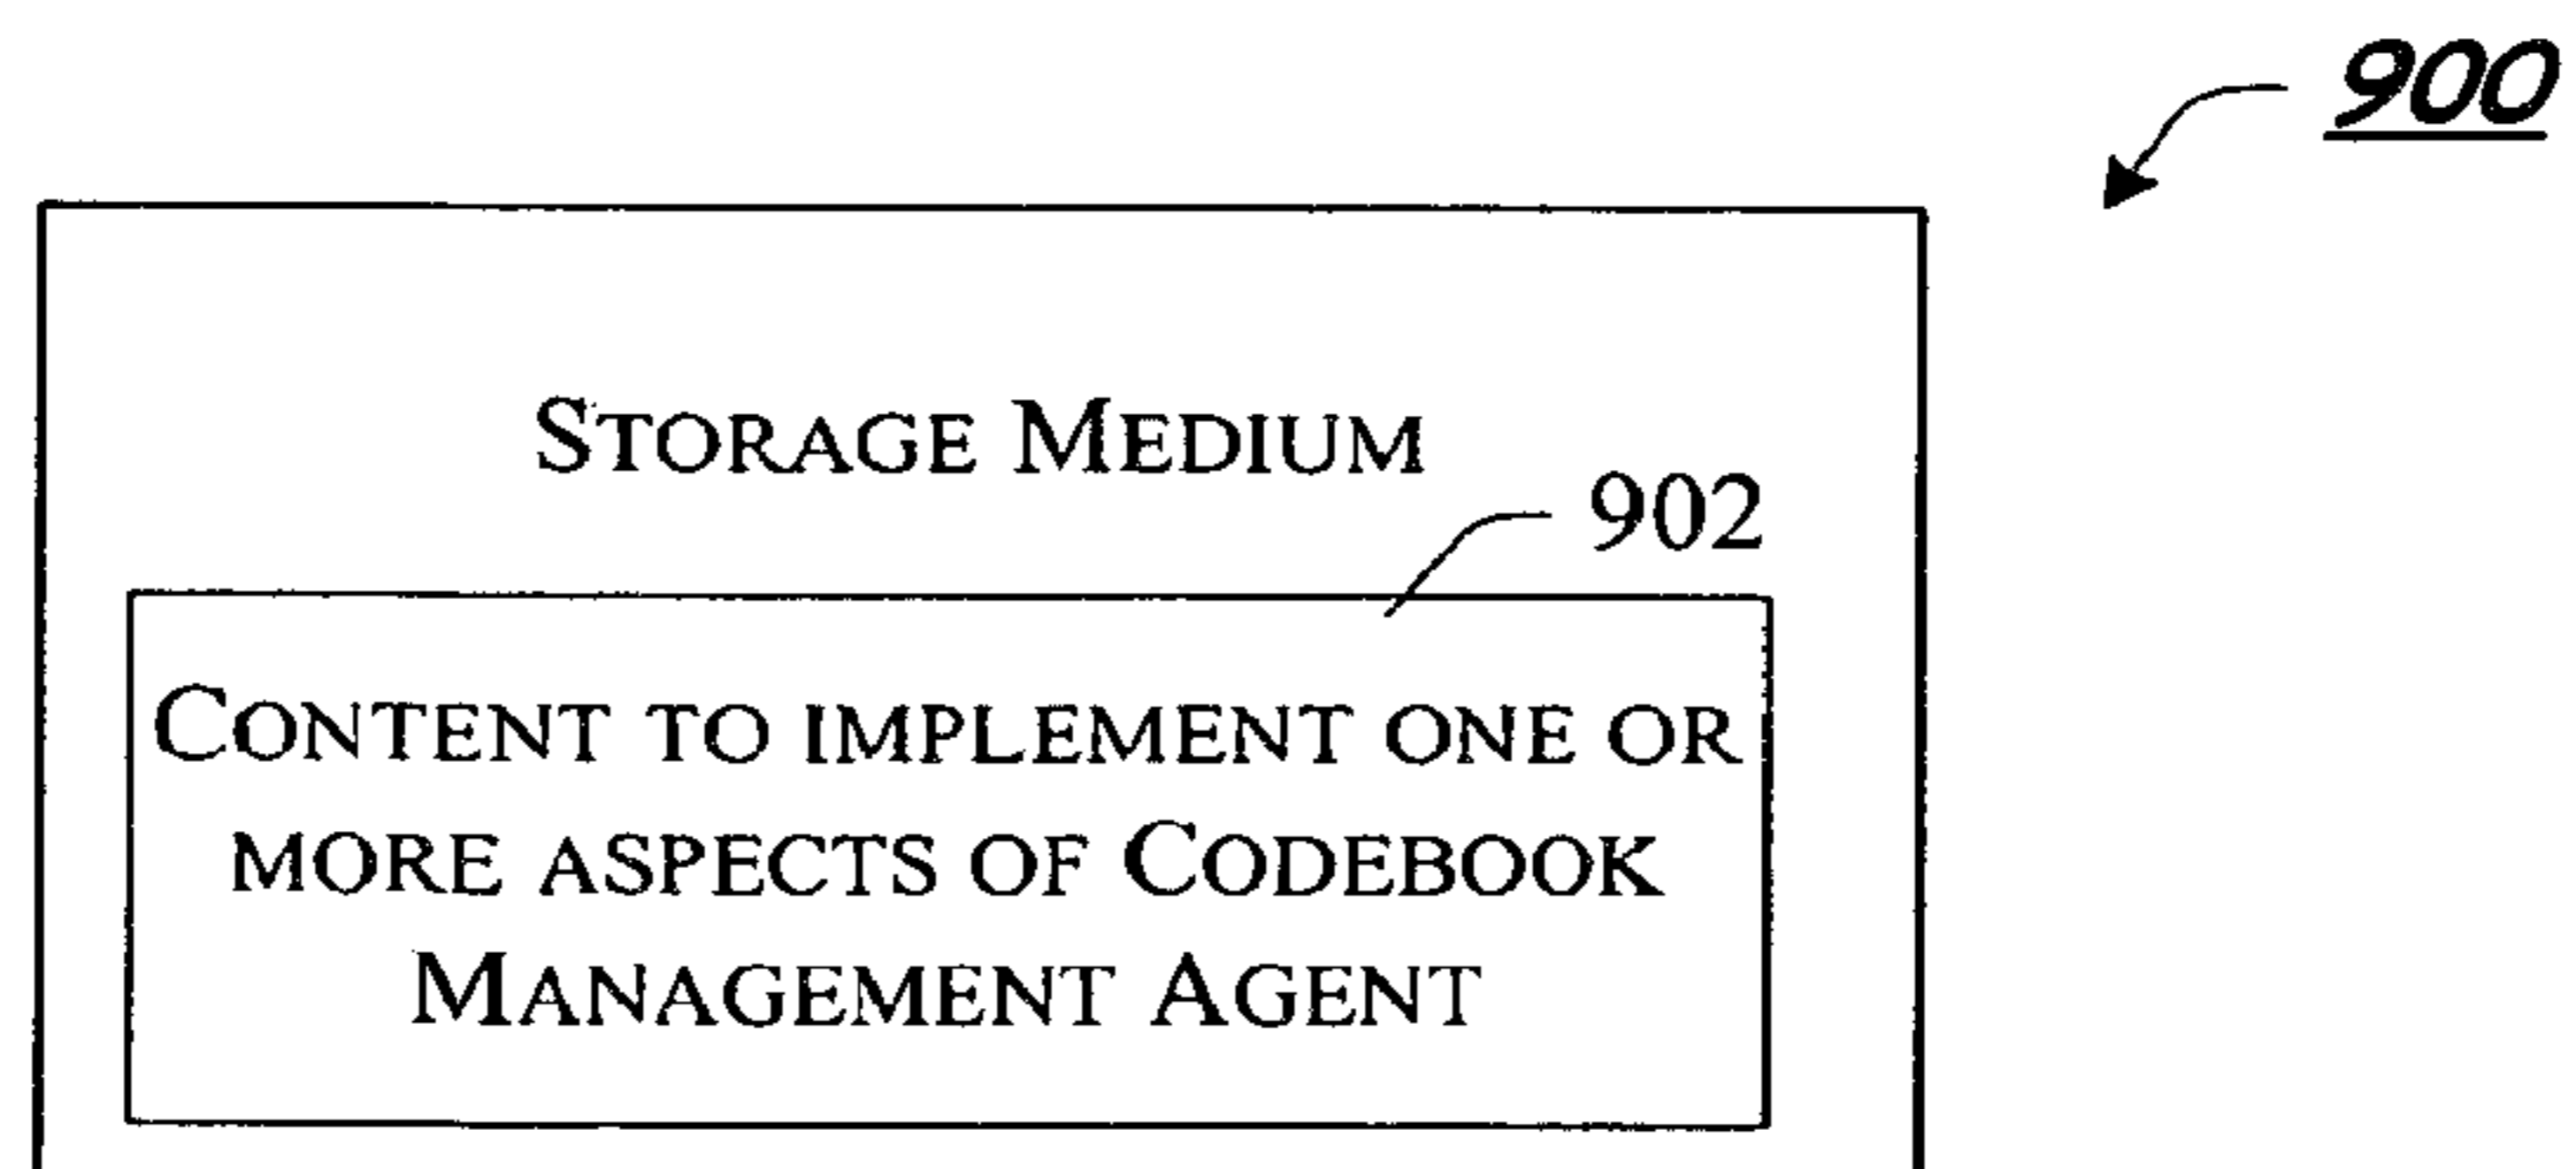 900
STORAGE MEDIUM
902
CONTENT TO IMPLEMENT ONE OR
MORE ASPECTS OF CODEBOOK
MANAGEMENT AGENT